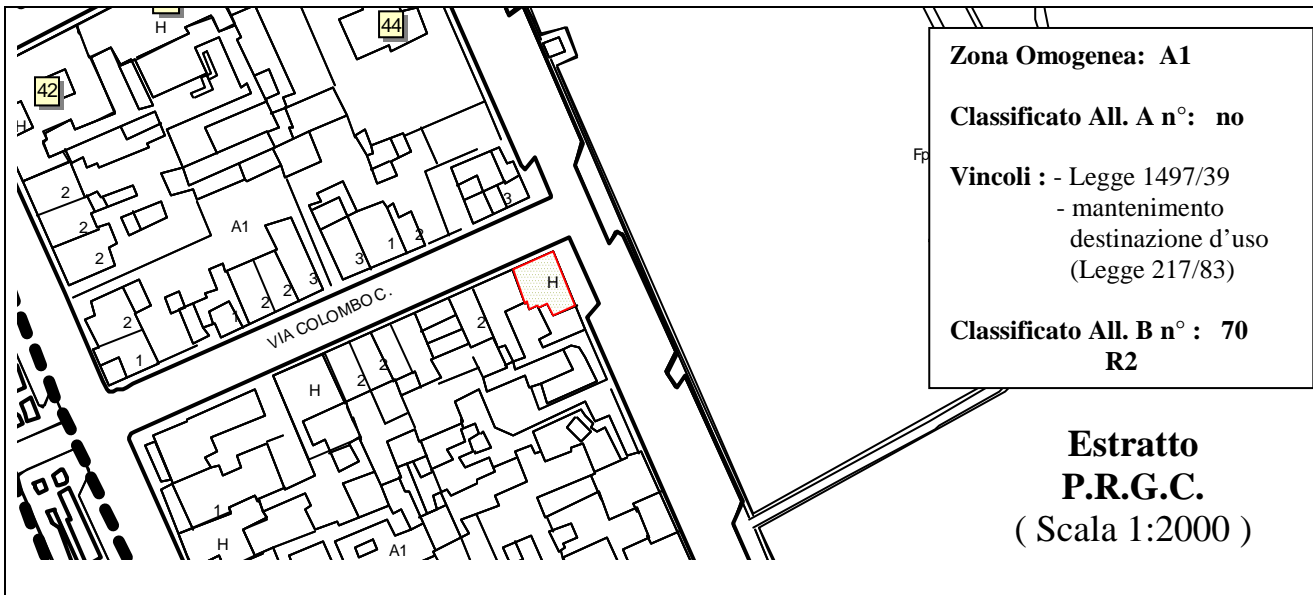 H
44
42
H
Fp
2
2
2
A1
3
1
2
3
2
1
1
2
2
3
VIA COLOMBO C.
H
2
H
2
2
1
H
A1
Zona Omogenea: A1
Classificato All. A n°: no
Vincoli : - Legge 1497/39
- mantenimento
destinazione d'uso
(Legge 217/83)
Classificato All. B n° : 70
R2
Estratto
P.R.G.C.
( Scala 1:2000 )